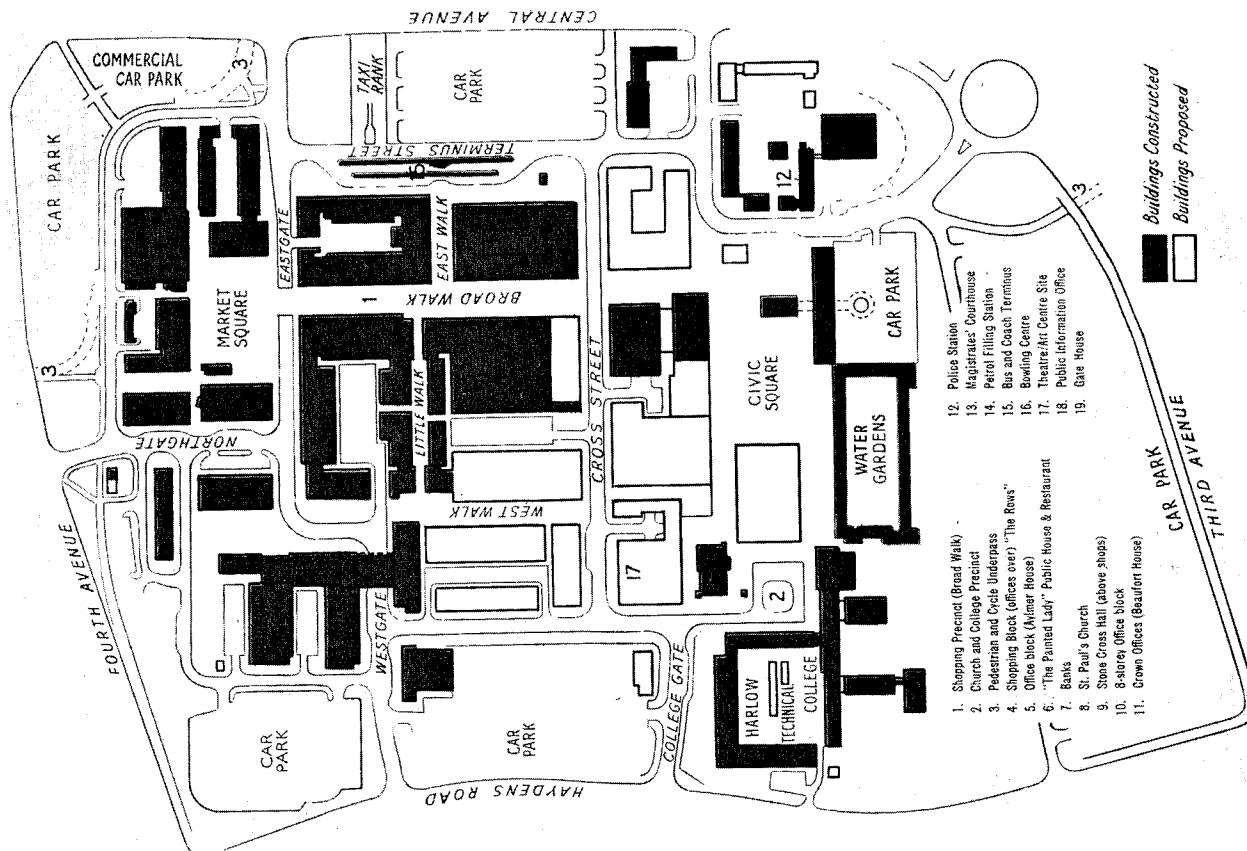 CENTRAL AVENUE
COMMERCIAL
CAR PARK
3
CAR PARK
TAXI
RANK
CAR
PARK
TERMINUS STREET
15
3
EASTGATE
EAST WALK
MARKET
SQUARE
1
BROAD WALK
12
3
NORTHGATE
LITTLE WALK
CROSS STREET
CIVIC
SQUARE
CAR PARK
WEST WALK
WATER
GARDENS
FOURTH AVENUE
WESTGATE
17
2
CAR PARK
THIRD AVENUE
CAR
PARK
CAR
PARK
COLLEGE GATE
HARLOW
TECHNICAL
COLLEGE
HAYDENS ROAD
1. Shopping Precinct (Broad Walk)
2. Church and College Precinct
3. Pedestrian and Cycle Underpass
4. Shopping Block (offices over) "The Rows"
5. Office block (Aylmer House)
6. "The Painted Lady" Public House & Restaurant
7. Banks
8. St. Paul's Church
9. Stone Cross Hall (above shops)
10. 8-storey Office block
11. Crown Offices (Beaufort House)
12. Police Station
13. Magistrates' Courthouse
14. Petrol Filling Station
15. Bus and Coach Terminus
16. Bowling Centre
17. Theatre/Art Centre Site
18. Public Information Office
19. Gate House
Buildings Constructed
Buildings Proposed